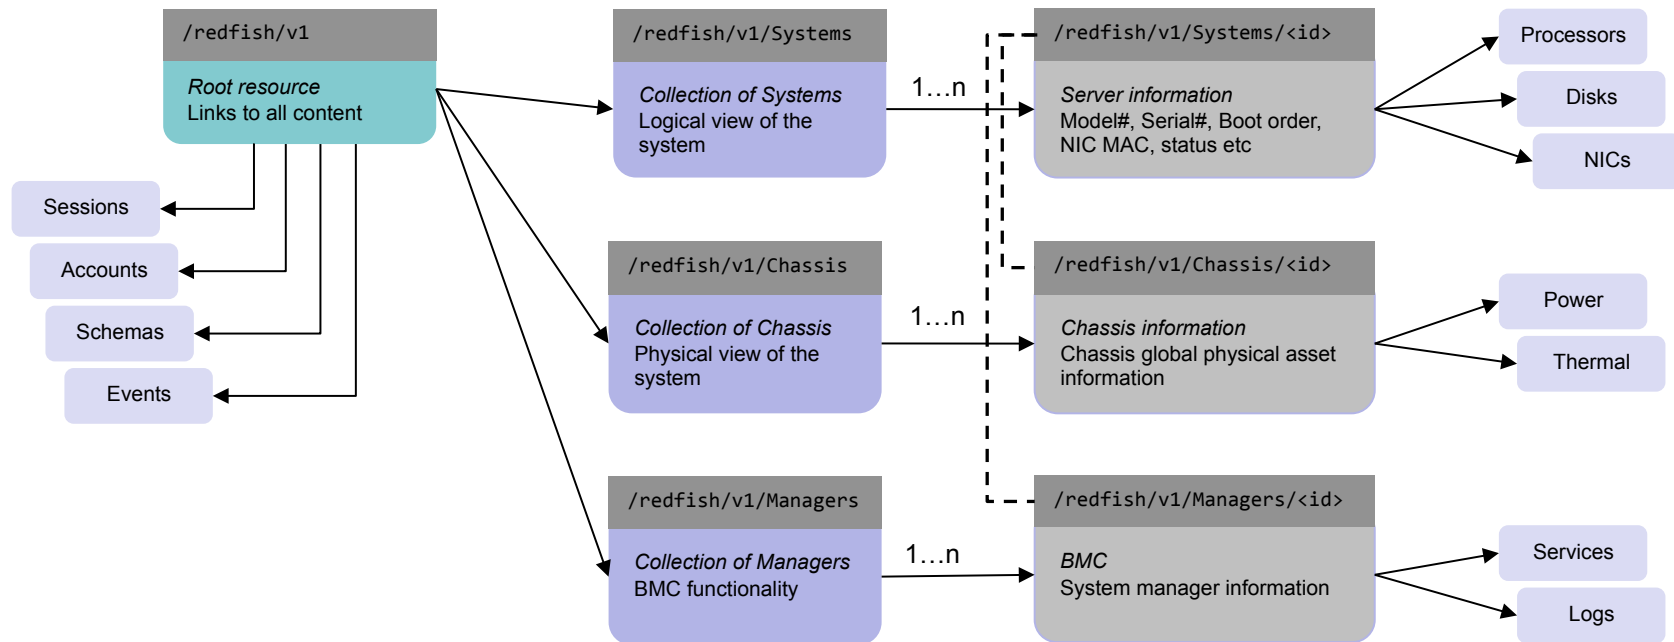 /redfish/v1
Root resource
Links to all content
Sessions
Accounts
Schemas
Events
/redfish/v1/Systems
Collection of Systems
Logical view of the
system
1...n
/redfish/v1/Systems/<id>
Server information
Model#, Serial#, Boot order,
NIC MAC, status etc
Processors
Disks
NICs
/redfish/v1/Chassis
Collection of Chassis
Physical view of the
system
1...n
/redfish/v1/Chassis/<id>
Chassis information
Chassis global physical asset
information
Power
Thermal
/redfish/v1/Managers
Collection of Managers
BMC functionality
1...n
/redfish/v1/Managers/<id>
BMC
System manager information
Services
Logs